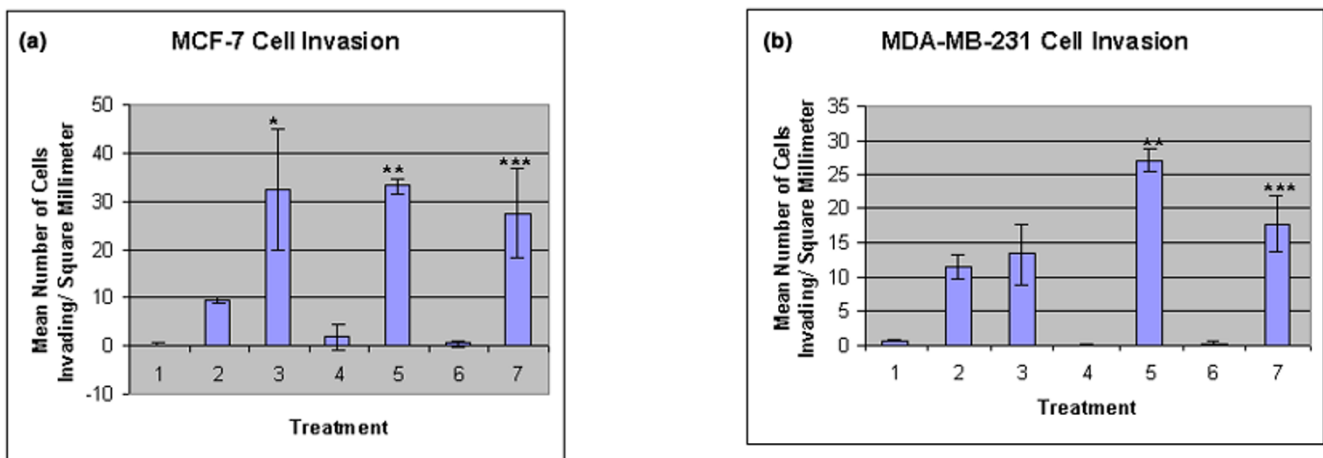 (a) MCF-7 Cell Invasion
Mean Number of Cells
Invading/ Square Millimeter
50
40
30
20
10
0
-10
*
**
***
1 2 3 4 5 6 7
Treatment
(b) MDA-MB-231 Cell Invasion
Mean Number of Cells
Invading/ Square Millimeter
35
30
25
20
15
10
5
0
**
***
1 2 3 4 5 6 7
Treatment